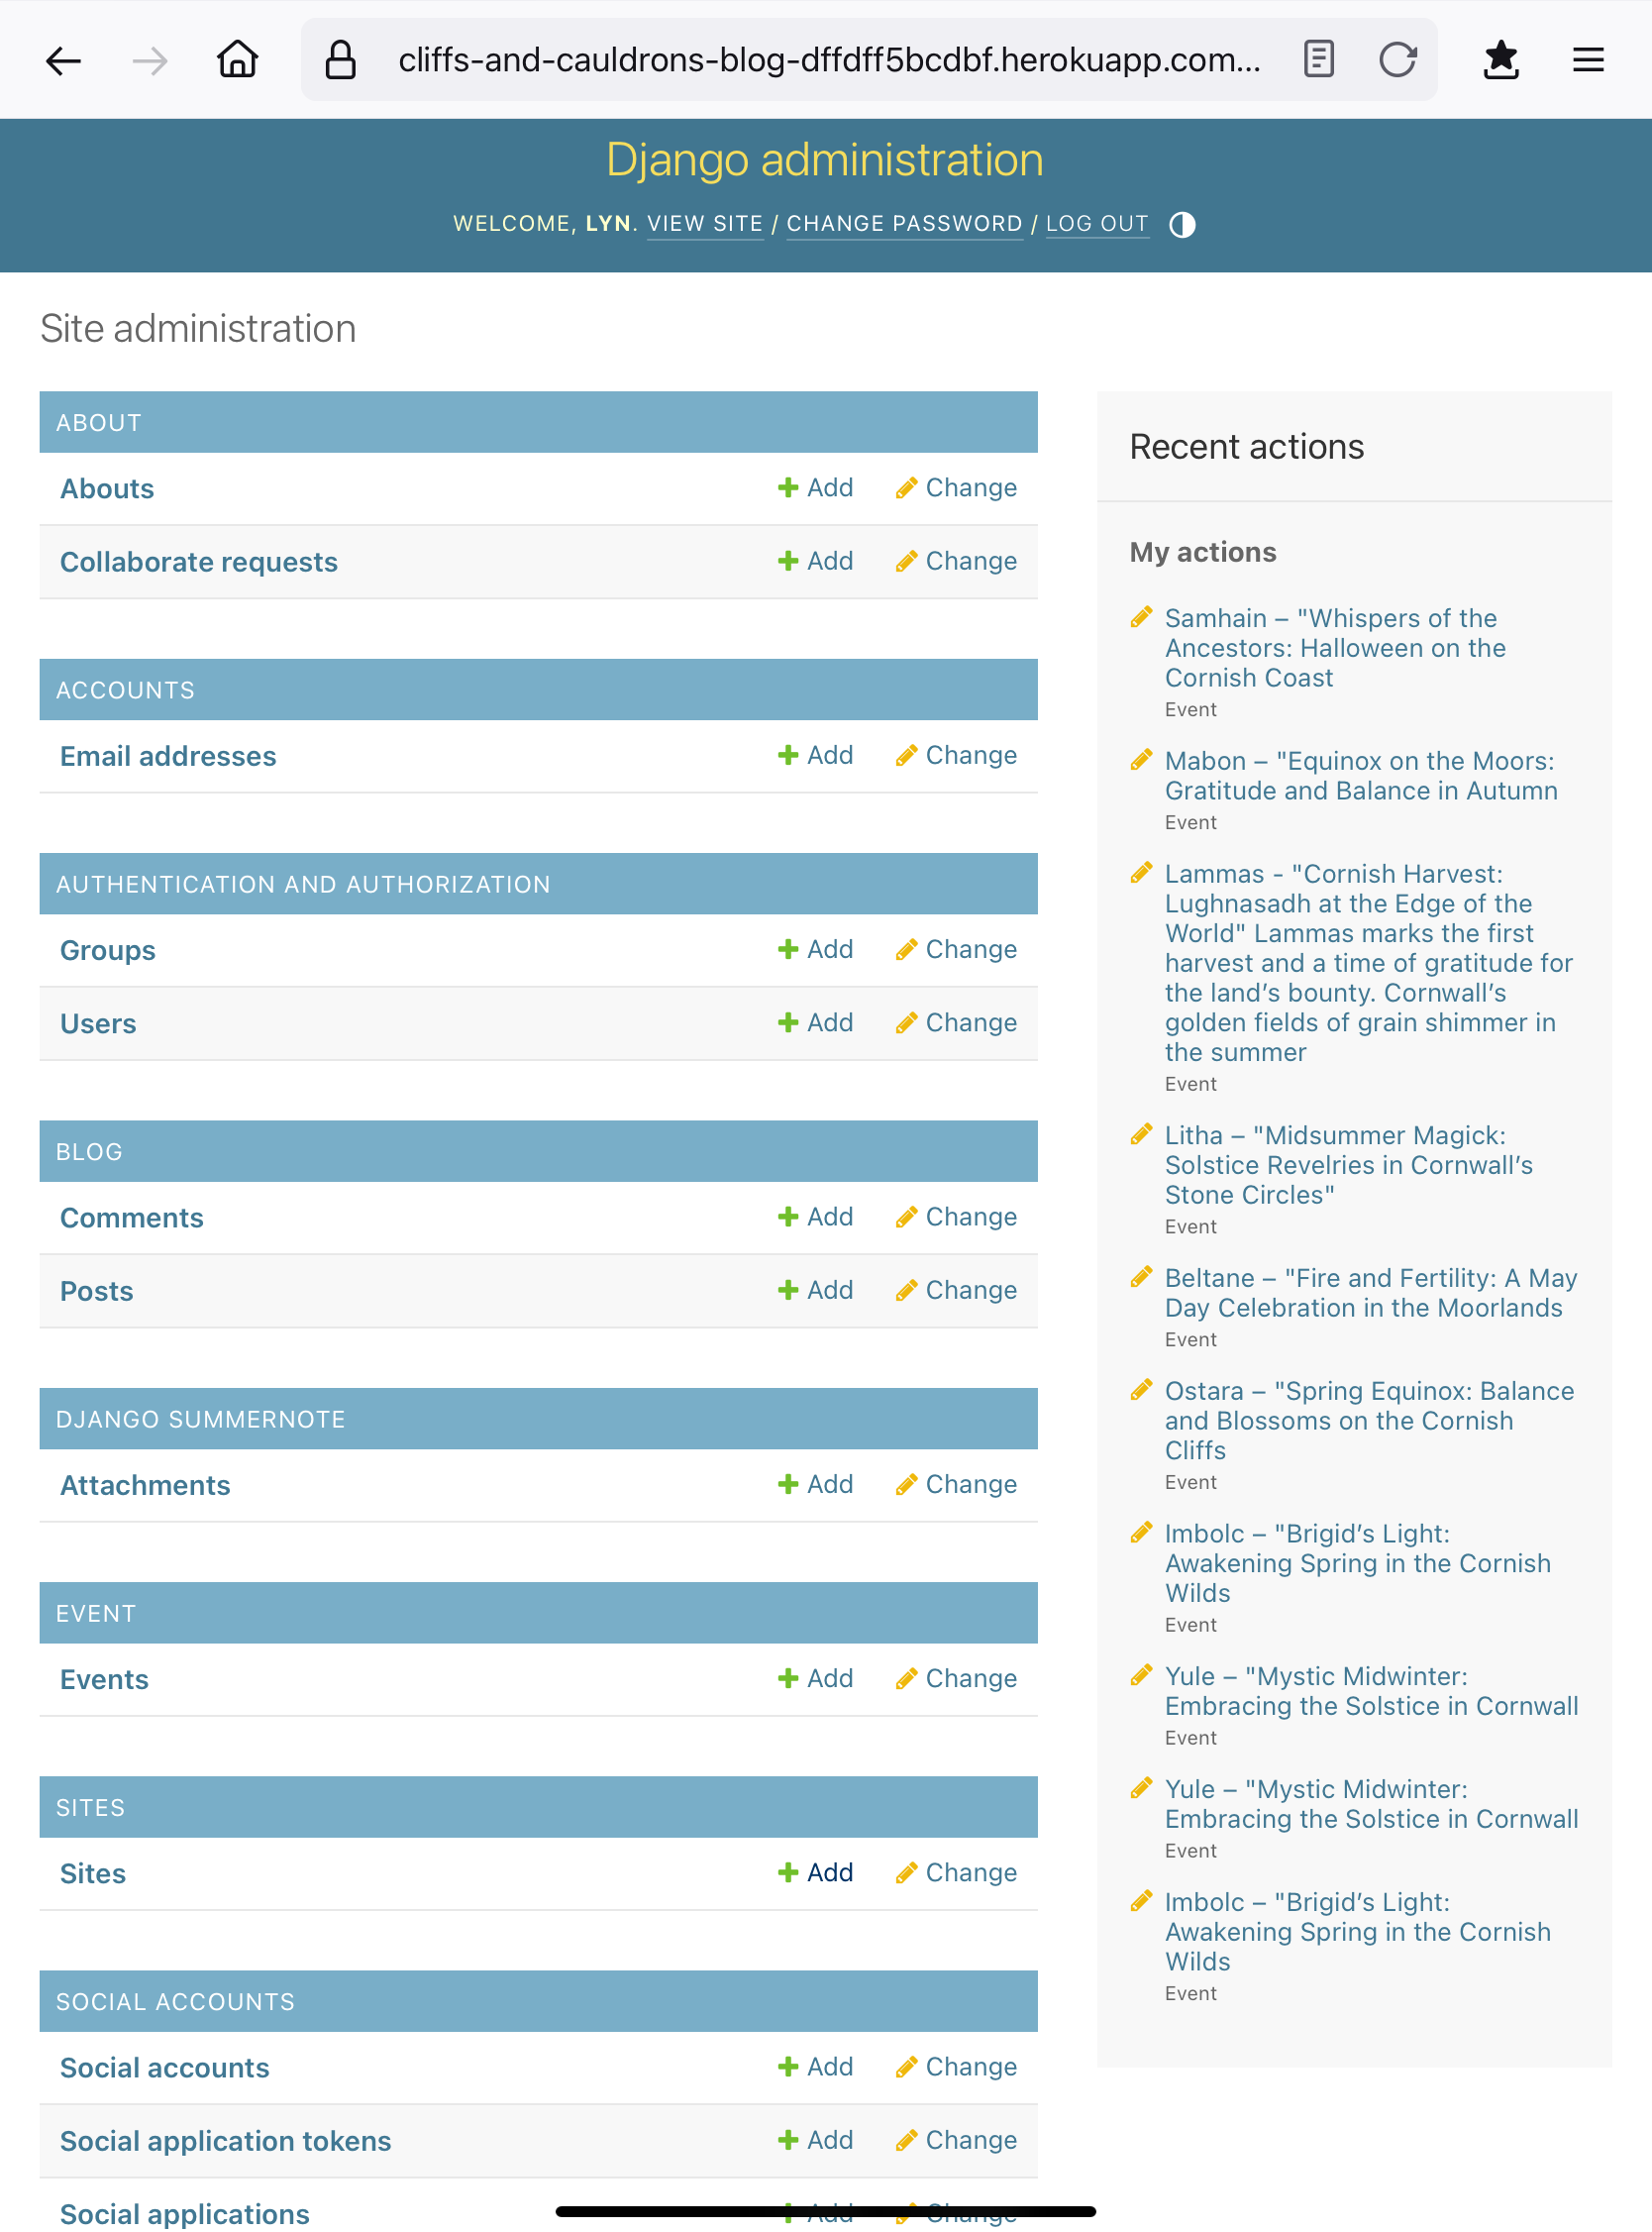 cliffs-and-cauldrons-blog-dffdff5bcdbf.herokuapp.com...
Django administration
WELCOME, LYN. VIEW SITE / CHANGE PASSWORD / LOG OUT
Site administration
ABOUT
Abouts Add Change
Collaborate requests Add Change
ACCOUNTS
Email addresses Add Change
AUTHENTICATION AND AUTHORIZATION
Groups Add Change
Users Add Change
BLOG
Comments Add Change
Posts Add Change
DJANGO SUMMERNOTE
Attachments Add Change
EVENT
Events Add Change
SITES
Sites Add Change
SOCIAL ACCOUNTS
Social accounts Add Change
Social application tokens Add Change
Social applications Add Change
Recent actions
My actions
Samhain – "Whispers of the
Ancestors: Halloween on the
Cornish Coast
Event
Mabon – "Equinox on the Moors:
Gratitude and Balance in Autumn
Event
Lammas - "Cornish Harvest:
Lughnasadh at the Edge of the
World" Lammas marks the first
harvest and a time of gratitude for
the land’s bounty. Cornwall’s
golden fields of grain shimmer in
the summer
Event
Litha – "Midsummer Magick:
Solstice Revelries in Cornwall’s
Stone Circles"
Event
Beltane – "Fire and Fertility: A May
Day Celebration in the Moorlands
Event
Ostara – "Spring Equinox: Balance
and Blossoms on the Cornish
Cliffs
Event
Imbolc – "Brigid’s Light:
Awakening Spring in the Cornish
Wilds
Event
Yule – "Mystic Midwinter:
Embracing the Solstice in Cornwall
Event
Yule – "Mystic Midwinter:
Embracing the Solstice in Cornwall
Event
Imbolc – "Brigid’s Light:
Awakening Spring in the Cornish
Wilds
Event